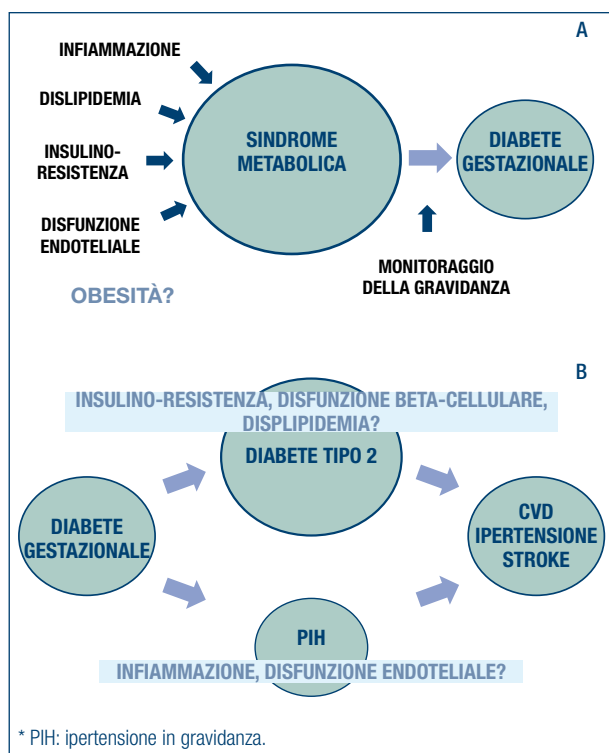 A
INFIAMMAZIONE
DISLIPIDEMIA
INSULINO-
RESISTENZA
DISFUNZIONE
ENDOTELIALE
OBESITÀ?
SINDROME
METABOLICA
DIABETE
GESTAZIONALE
MONITORAGGIO
DELLA GRAVIDANZA
B
INSULINO-RESISTENZA, DISFUNZIONE BETA-CELLULARE,
DISPLIPIDEMIA?
DIABETE TIPO 2
DIABETE
GESTAZIONALE
CVD
IPERTENSIONE
STROKE
PIH
INFIAMMAZIONE, DISFUNZIONE ENDOTELIALE?
* PIH: ipertensione in gravidanza.